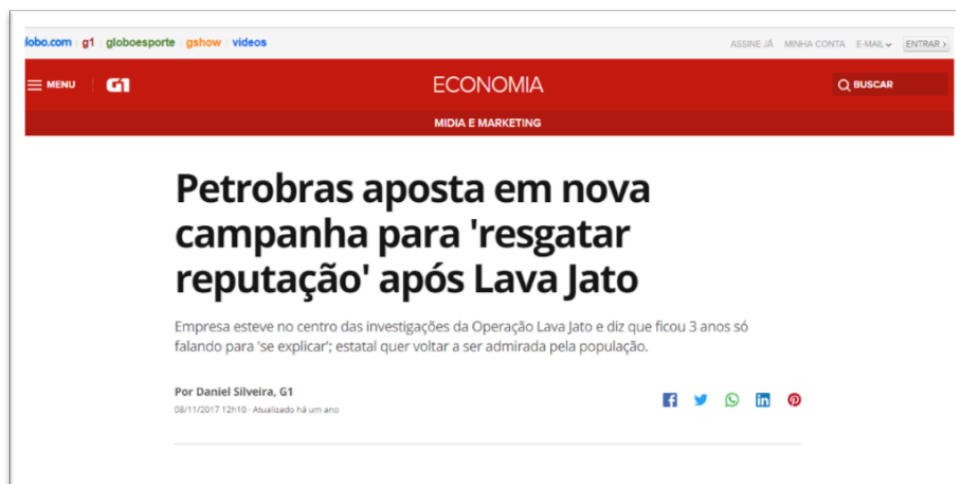 lobo.com g1 globoesporte gshow vídeos ASSINE JÁ MINHA CONTA E-MAIL ENTRAR ›
MENU G1 ECONOMIA BUSCAR
MIDIA E MARKETING
Petrobras aposta em nova
campanha para 'resgatar
reputação' após Lava Jato
Empresa esteve no centro das investigações da Operação Lava Jato e diz que ficou 3 anos só
falando para 'se explicar'; estatal quer voltar a ser admirada pela população.
Por Daniel Silveira, G1
08/11/2017 12h10 · Atualizado há um ano